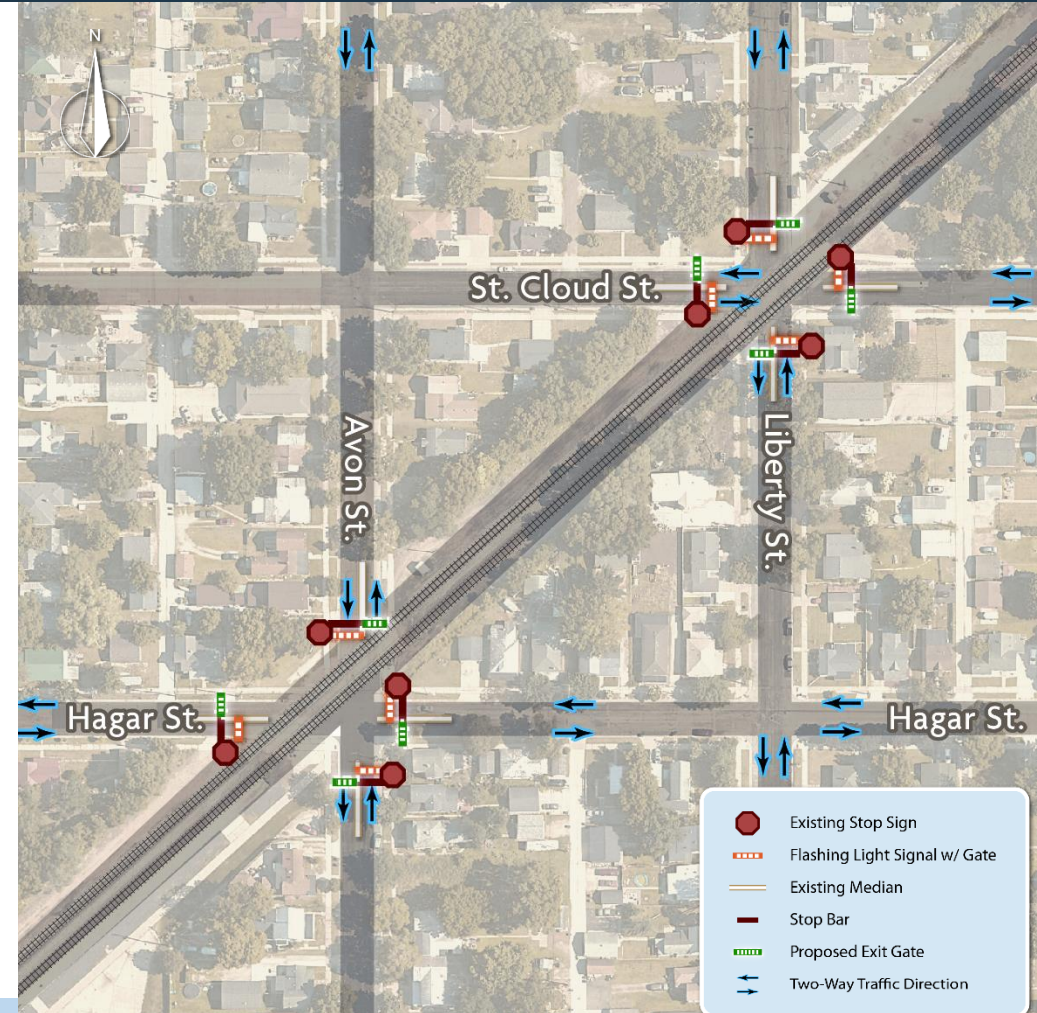 N
St. Cloud St.
Avon St.
Liberty St.
Hagar St.
Hagar St.
Existing Stop Sign
Flashing Light Signal w/ Gate
Existing Median
Stop Bar
Proposed Exit Gate
Two-Way Traffic Direction